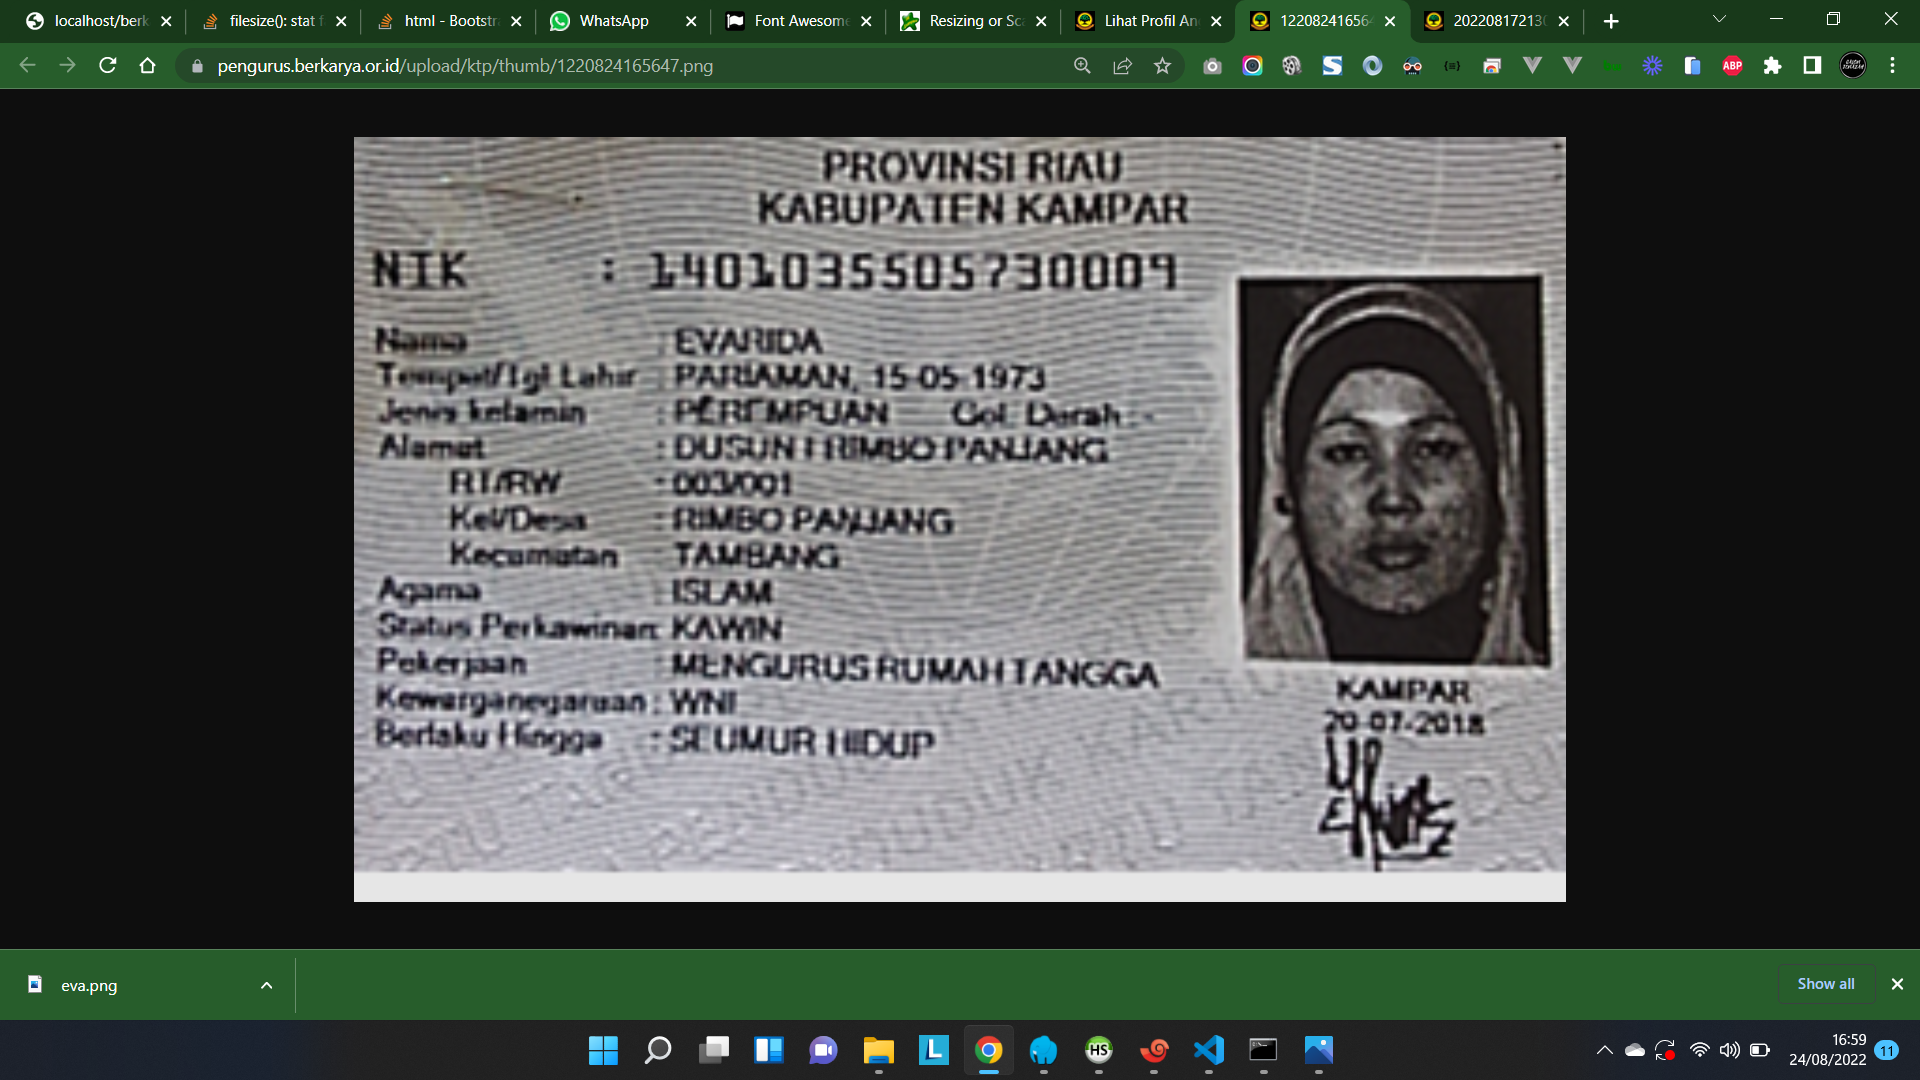 localhost/berk
filesize(): stat f
html - Bootstr
WhatsApp
Font Awesome
Resizing or Sc
Lihat Profil An
1220824165647
202208172130
pengurus.berkarya.or.id/upload/ktp/thumb/1220824165647.png
ABP
PROVINSI RIAU
KABUPATEN KAMPAR
NIK : 1401035505730009
Nama : EVARIDA
Tempat/Tgl Lahir : PARIAMAN, 15-05-1973
Jenis kelamin : PEREMPUAN Gol. Darah : -
Alamat : DUSUN I RIMBO PANJANG
RT/RW : 003/001
Kel/Desa : RIMBO PANJANG
Kecamatan : TAMBANG
Agama : ISLAM
Status Perkawinan: KAWIN
Pekerjaan : MENGURUS RUMAH TANGGA
Kewarganegaraan : WNI
Berlaku Hingga : SEUMUR HIDUP
KAMPAR
20-07-2018
eva.png
Show all
L
HS
16:59
24/08/2022
11